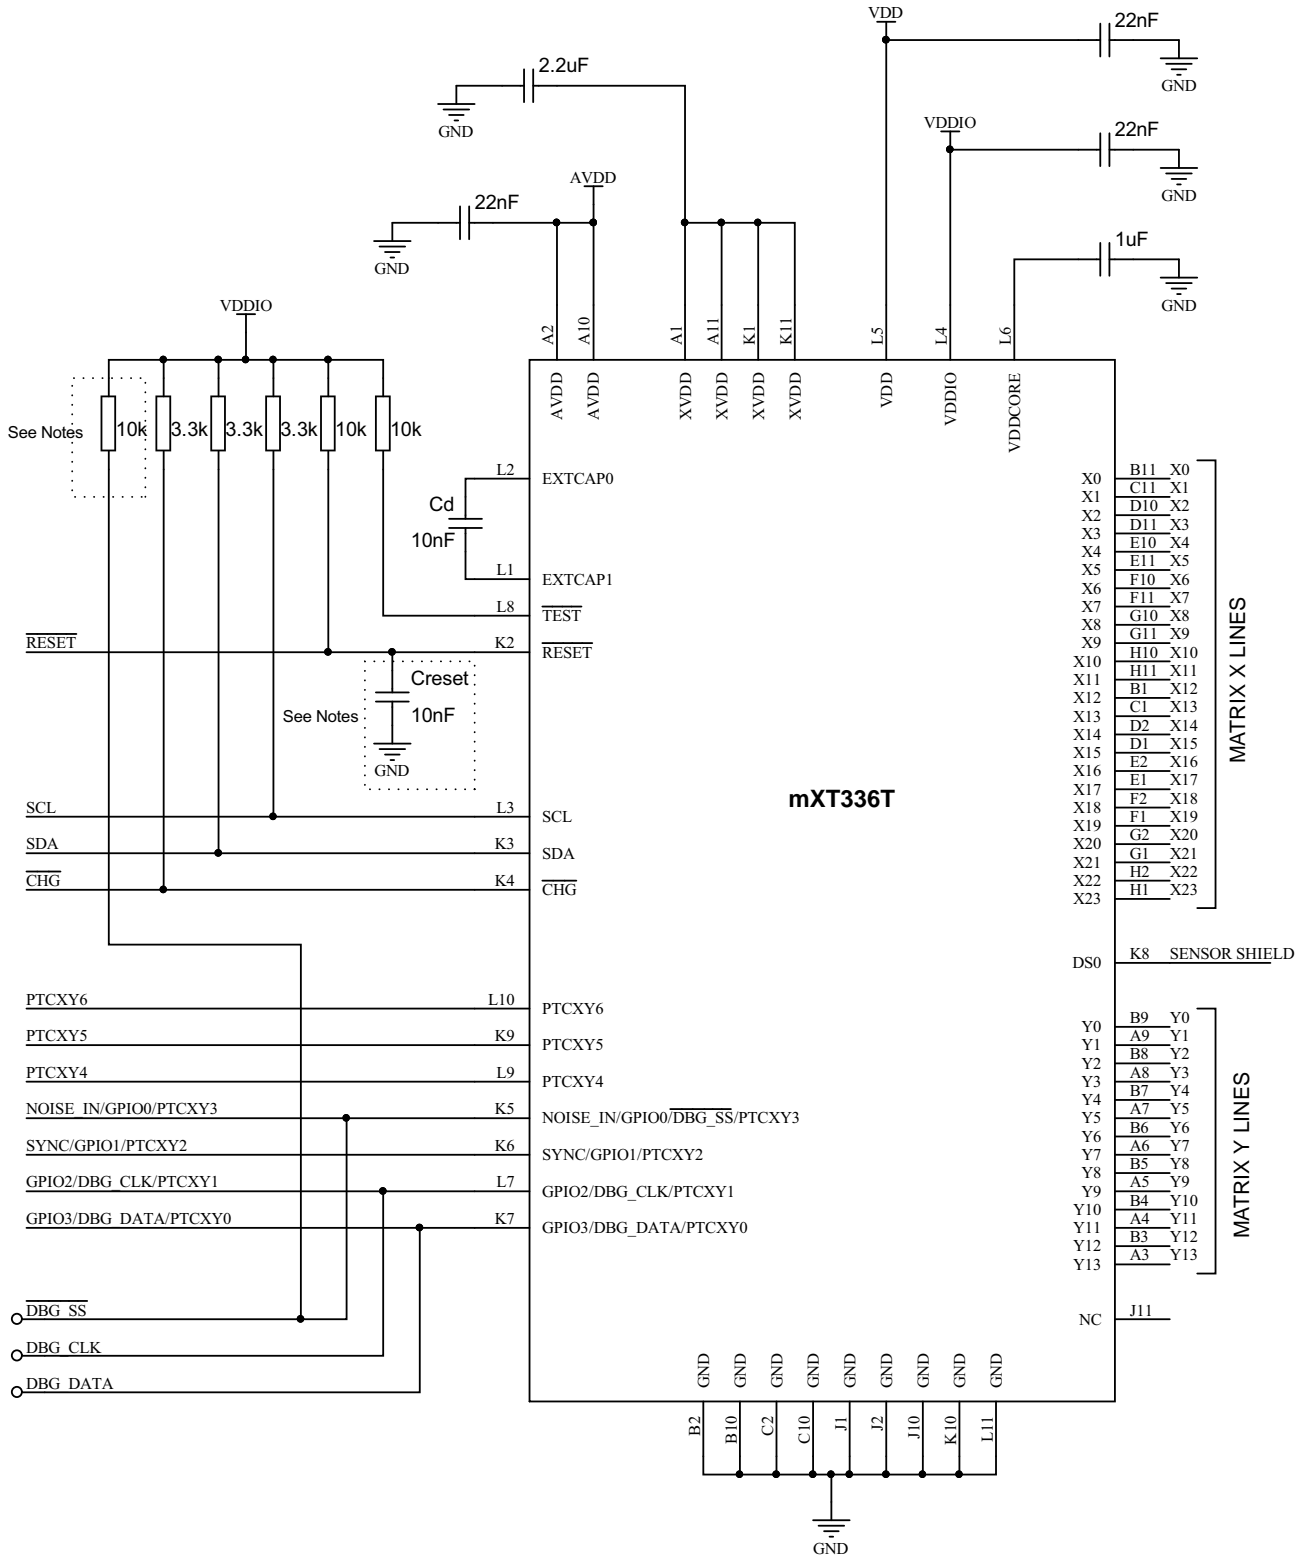 VDD
22nF
GND
2.2uF
GND
VDDIO
22nF
GND
AVDD
22nF
GND
1uF
GND
VDDIO
A2
A10
A1
A11
K1
K11
L5
L4
L6
AVDD
AVDD
XVDD
XVDD
XVDD
XVDD
VDD
VDDIO
VDDCORE
See Notes
10k
3.3k
3.3k
3.3k
10k
10k
L2 EXTCAP0
Cd
10nF
L1 EXTCAP1
L8 TEST
RESET K2 RESET
Creset
See Notes 10nF
GND
mXT336T
SCL L3 SCL
SDA K3 SDA
CHG K4 CHG
PTCXY6 L10 PTCXY6
PTCXY5 K9 PTCXY5
PTCXY4 L9 PTCXY4
NOISE_IN/GPIO0/PTCXY3 K5 NOISE_IN/GPIO0/DBG_SS/PTCXY3
SYNC/GPIO1/PTCXY2 K6 SYNC/GPIO1/PTCXY2
GPIO2/DBG_CLK/PTCXY1 L7 GPIO2/DBG_CLK/PTCXY1
GPIO3/DBG_DATA/PTCXY0 K7 GPIO3/DBG_DATA/PTCXY0
DBG_SS
DBG_CLK
DBG_DATA
X0 B11 X0
X1 C11 X1
X2 D10 X2
X3 D11 X3
X4 E10 X4
X5 E11 X5
X6 F10 X6
X7 F11 X7
X8 G10 X8
X9 G11 X9
X10 H10 X10
X11 H11 X11
X12 B1 X12
X13 C1 X13
X14 D2 X14
X15 D1 X15
X16 E2 X16
X17 E1 X17
X18 F2 X18
X19 F1 X19
X20 G2 X20
X21 G1 X21
X22 H2 X22
X23 H1 X23
MATRIX X LINES
DS0 K8 SENSOR SHIELD
Y0 B9 Y0
Y1 A9 Y1
Y2 B8 Y2
Y3 A8 Y3
Y4 B7 Y4
Y5 A7 Y5
Y6 B6 Y6
Y7 A6 Y7
Y8 B5 Y8
Y9 A5 Y9
Y10 B4 Y10
Y11 A4 Y11
Y12 B3 Y12
Y13 A3 Y13
MATRIX Y LINES
NC J11
GND
GND
GND
GND
GND
GND
GND
GND
GND
B2
B10
C2
C10
J1
J2
J10
K10
L11
GND